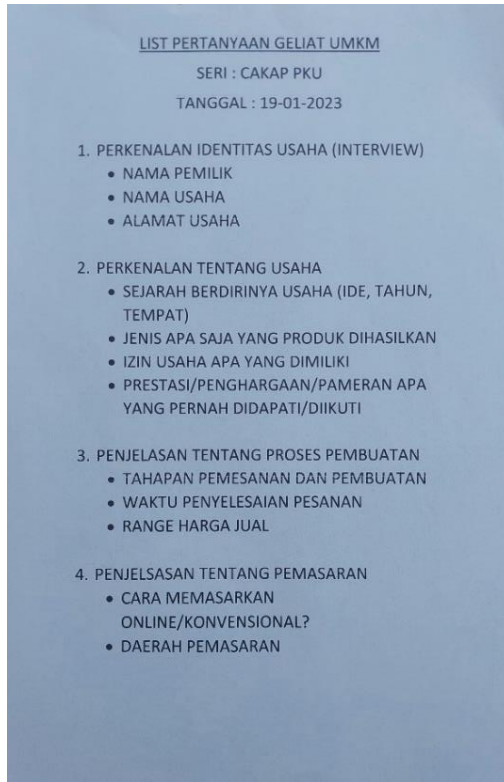 LIST PERTANYAAN GELIAT UMKM
SERI : CAKAP PKU
TANGGAL : 19-01-2023
1. PERKENALAN IDENTITAS USAHA (INTERVIEW)
• NAMA PEMILIK
• NAMA USAHA
• ALAMAT USAHA
2. PERKENALAN TENTANG USAHA
• SEJARAH BERDIRINYA USAHA (IDE, TAHUN,
TEMPAT)
• JENIS APA SAJA YANG PRODUK DIHASILKAN
• IZIN USAHA APA YANG DIMILIKI
• PRESTASI/PENGHARGAAN/PAMERAN APA
YANG PERNAH DIDAPATI/DIIKUTI
3. PENJELASAN TENTANG PROSES PEMBUATAN
• TAHAPAN PEMESANAN DAN PEMBUATAN
• WAKTU PENYELESAIAN PESANAN
• RANGE HARGA JUAL
4. PENJELSASAN TENTANG PEMASARAN
• CARA MEMASARKAN
ONLINE/KONVENSIONAL?
• DAERAH PEMASARAN